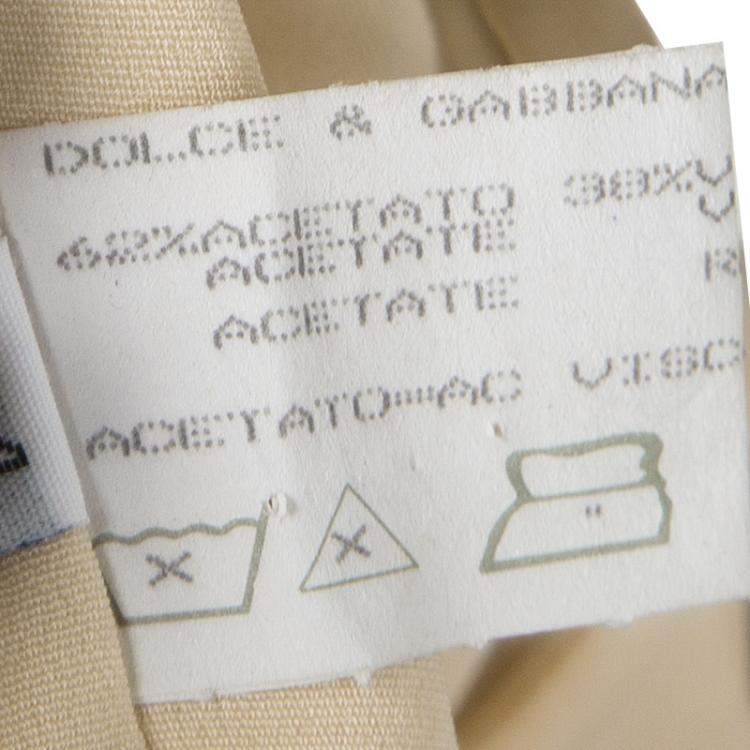 DOLCE & GABBANA
62%ACETATO 38%V
ACETATE V
ACETATE R
ACETATO=AC VISC